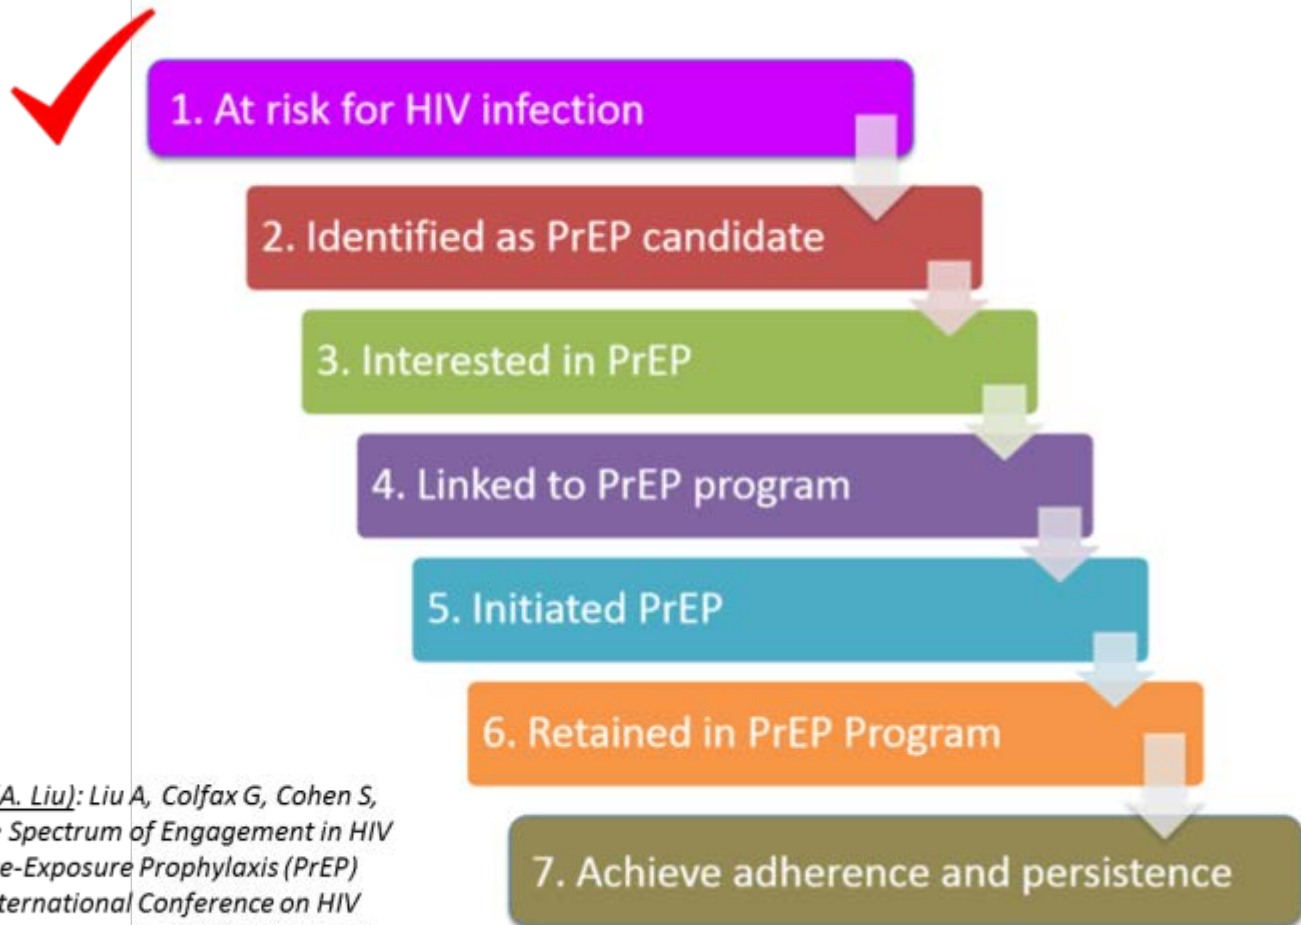 1. At risk for HIV infection
2. Identified as PrEP candidate
3. Interested in PrEP
4. Linked to PrEP program
5. Initiated PrEP
6. Retained in PrEP Program
7. Achieve adherence and persistence
A. Liu): Liu A, Colfax G, Cohen S,
Spectrum of Engagement in HIV
e-Exposure Prophylaxis (PrEP)
ternational Conference on HIV